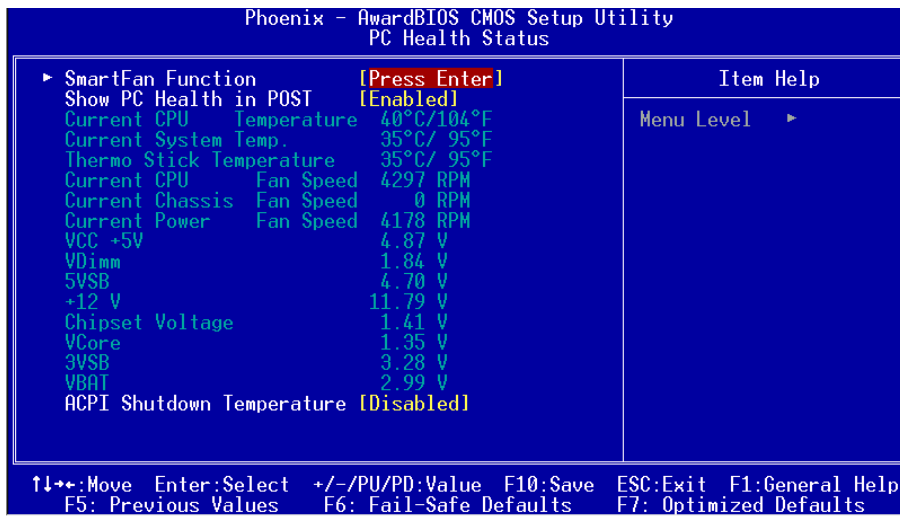 Phoenix - AwardBIOS CMOS Setup Utility
PC Health Status
▸ SmartFan Function [Press Enter]
Show PC Health in POST [Enabled]
Current CPU Temperature 40°C/104°F
Current System Temp. 35°C/ 95°F
Thermo Stick Temperature 35°C/ 95°F
Current CPU Fan Speed 4297 RPM
Current Chassis Fan Speed 0 RPM
Current Power Fan Speed 4178 RPM
VCC +5V 4.87 V
VDimm 1.84 V
5VSB 4.70 V
+12 V 11.79 V
Chipset Voltage 1.41 V
VCore 1.35 V
3VSB 3.28 V
VBAT 2.99 V
ACPI Shutdown Temperature [Disabled]
Item Help
Menu Level ▸
↑↓→←:Move Enter:Select +/-/PU/PD:Value F10:Save ESC:Exit F1:General Help
F5: Previous Values F6: Fail-Safe Defaults F7: Optimized Defaults